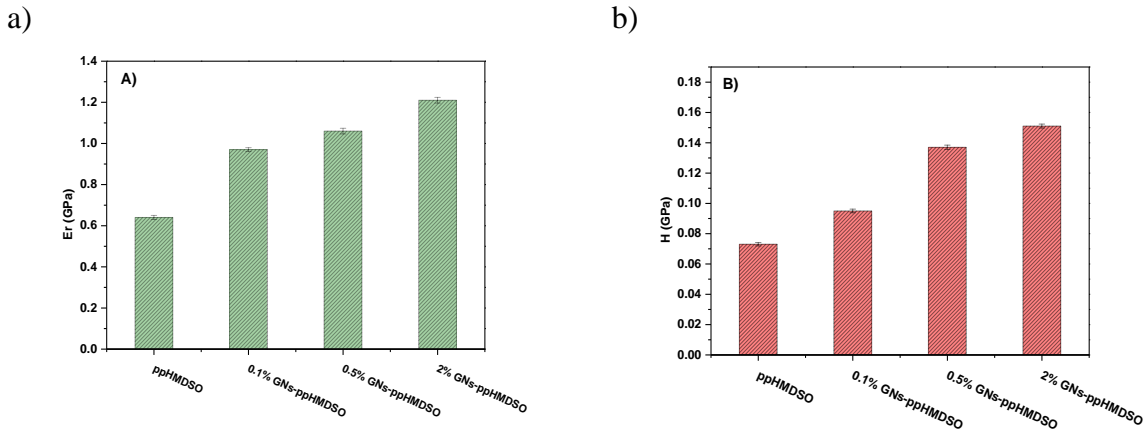 a)
b)
A)
Er (GPa)
1.4
1.2
1.0
0.8
0.6
0.4
0.2
0.0
ppHMDSO
0.1% GNs-ppHMDSO
0.5% GNs-ppHMDSO
2% GNs-ppHMDSO
B)
H (GPa)
0.18
0.16
0.14
0.12
0.10
0.08
0.06
0.04
0.02
0.00
ppHMDSO
0.1% GNs-ppHMDSO
0.5% GNs-ppHMDSO
2% GNs-ppHMDSO